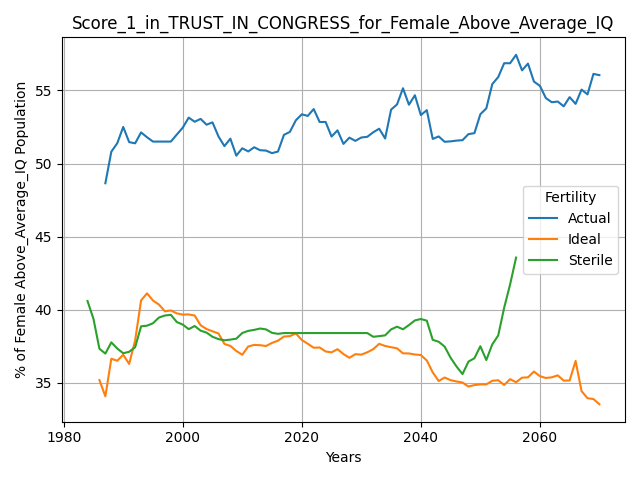 Score_1_in_TRUST_IN_CONGRESS_for_Female_Above_Average_IQ
% of Female Above_Average_IQ Population
55
50
45
40
35
Fertility
Actual
Ideal
Sterile
1980 2000 2020 2040 2060
Years